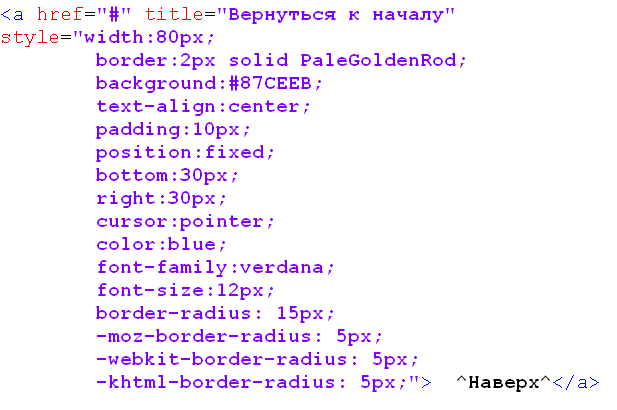 <a href="#" title="Вернуться к началу"
style="width:80px;
border:2px solid PaleGoldenRod;
background:#87CEEB;
text-align:center;
padding:10px;
position:fixed;
bottom:30px;
right:30px;
cursor:pointer;
color:blue;
font-family:verdana;
font-size:12px;
border-radius: 15px;
-moz-border-radius: 5px;
-webkit-border-radius: 5px;
-khtml-border-radius: 5px;">  ^Наверх^</a>